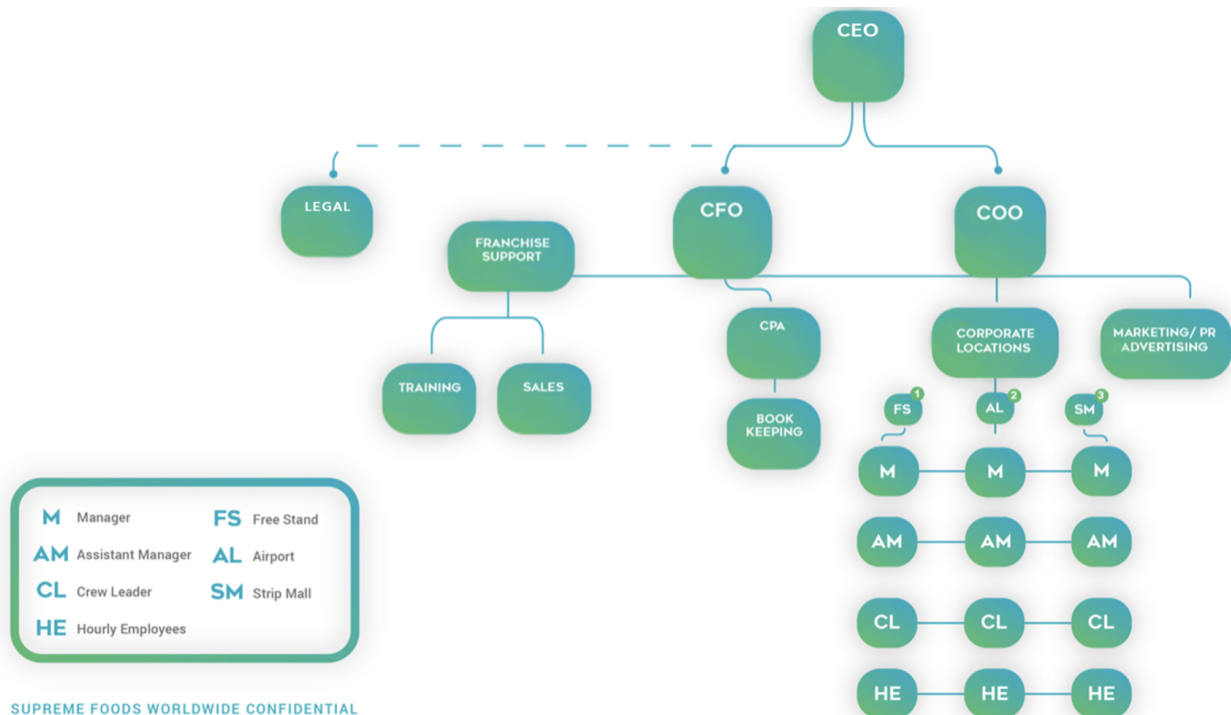 CEO
LEGAL
CFO
COO
FRANCHISE
SUPPORT
CPA
CORPORATE
LOCATIONS
MARKETING/ PR
ADVERTISING
TRAINING
SALES
BOOK
KEEPING
FS 1
AL 2
SM 3
M M M
AM AM AM
CL CL CL
HE HE HE
M Manager
FS Free Stand
AM Assistant Manager
AL Airport
CL Crew Leader
SM Strip Mall
HE Hourly Employees
SUPREME FOODS WORLDWIDE CONFIDENTIAL